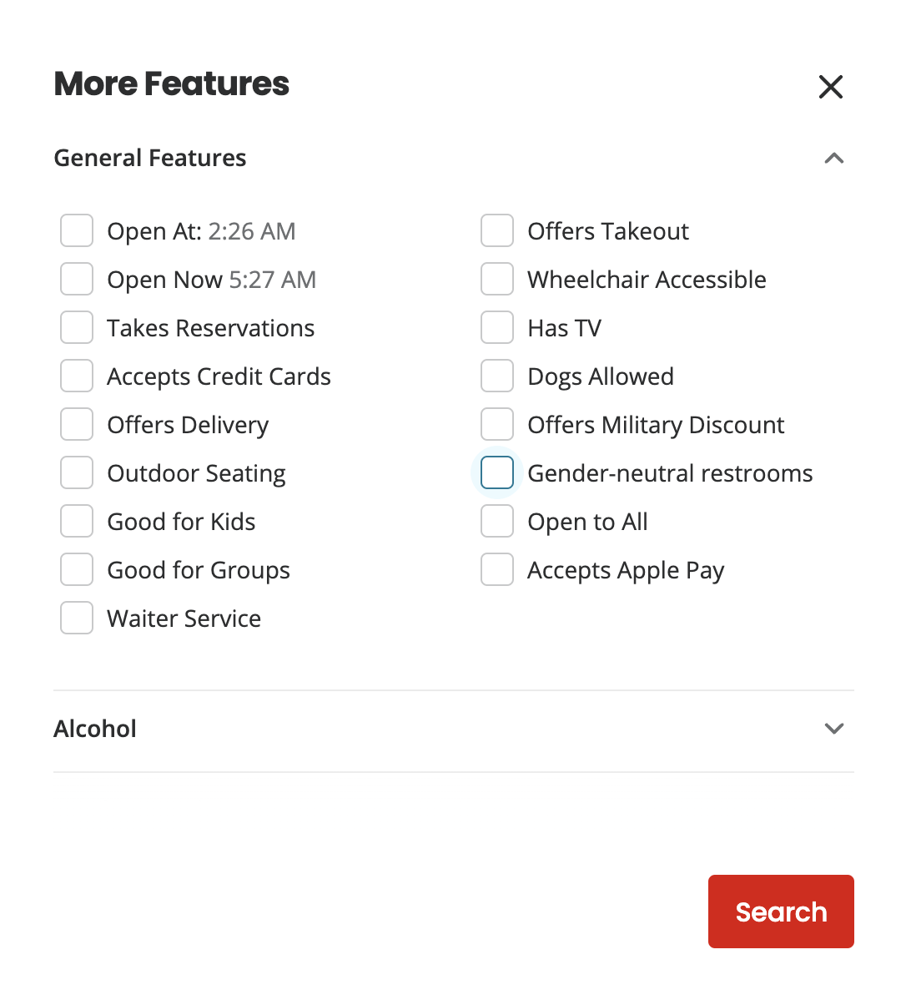 More Features
General Features
Open At: 2:26 AM
Open Now 5:27 AM
Takes Reservations
Accepts Credit Cards
Offers Delivery
Outdoor Seating
Good for Kids
Good for Groups
Waiter Service
Offers Takeout
Wheelchair Accessible
Has TV
Dogs Allowed
Offers Military Discount
Gender-neutral restrooms
Open to All
Accepts Apple Pay
Alcohol
Search